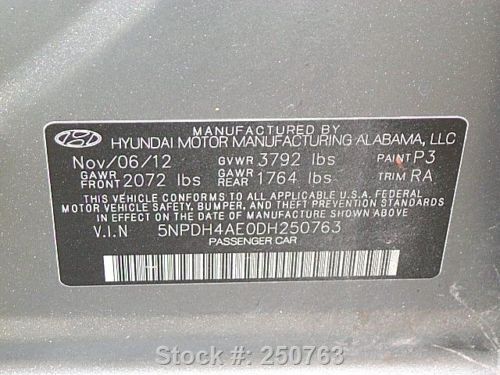 MANUFACTURED BY
HYUNDAI MOTOR MANUFACTURING ALABAMA, LLC
Nov/06/12 GVWR 3792 lbs PAINT P3
GAWR FRONT 2072 lbs GAWR REAR 1764 lbs TRIM RA
THIS VEHICLE CONFORMS TO ALL APPLICABLE U.S.A. FEDERAL
MOTOR VEHICLE SAFETY, BUMPER, AND THEFT PREVENTION STANDARDS
IN EFFECT ON THE DATE OF MANUFACTURE SHOWN ABOVE
V.I.N 5NPDH4AE0DH250763
PASSENGER CAR
Stock #: 250763